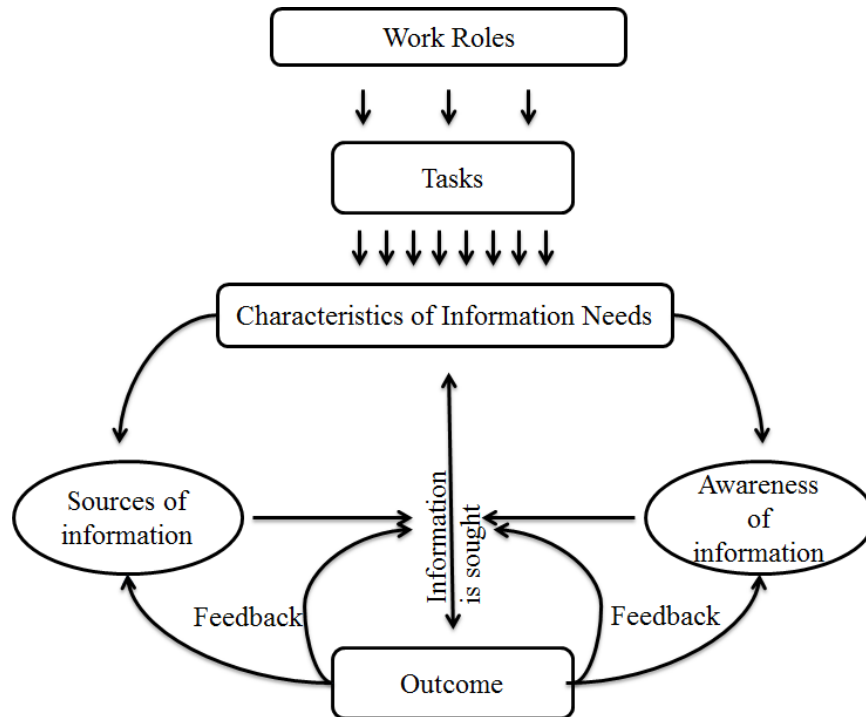 Work Roles
Tasks
Characteristics of Information Needs
Sources of
information
Information
is sought
Awareness
of
information
Feedback
Feedback
Outcome